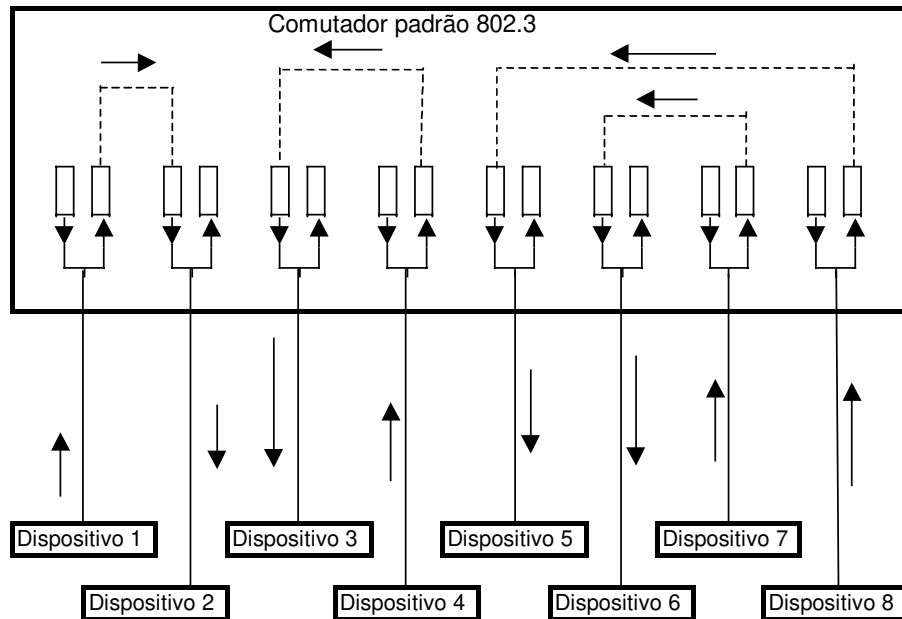 Comutador padrão 802.3
Dispositivo 1
Dispositivo 3
Dispositivo 5
Dispositivo 7
Dispositivo 2
Dispositivo 4
Dispositivo 6
Dispositivo 8